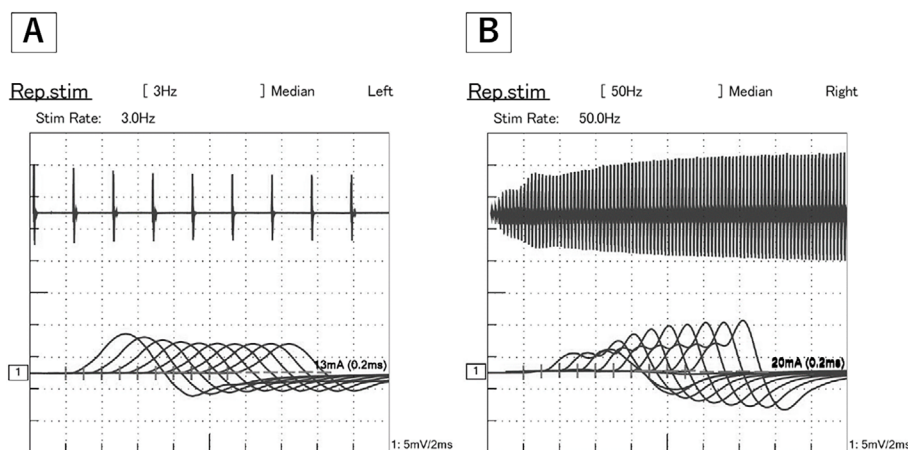 A
Rep.stim [ 3Hz ] Median Left
Stim Rate: 3.0Hz
13mA (0.2ms)
1
1: 5mV/2ms
B
Rep.stim [ 50Hz ] Median Right
Stim Rate: 50.0Hz
20mA (0.2ms)
1
1: 5mV/2ms